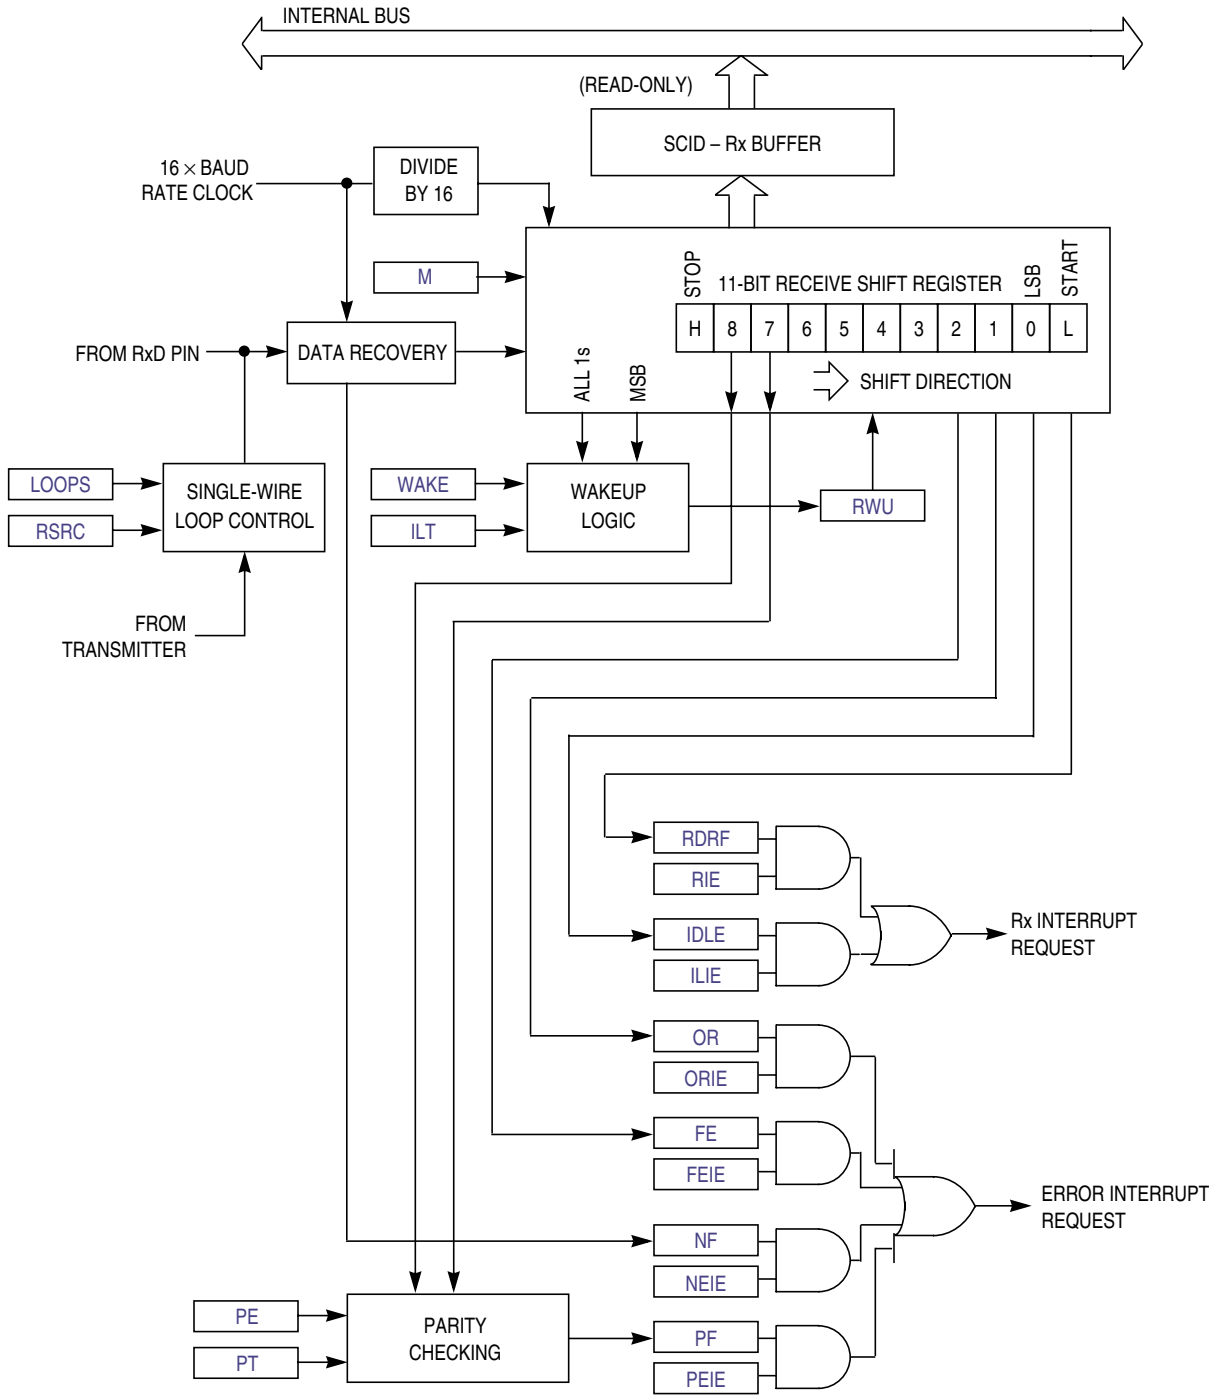 INTERNAL BUS
(READ-ONLY)
SCID – Rx BUFFER
16 × BAUD
RATE CLOCK
DIVIDE
BY 16
M
STOP
11-BIT RECEIVE SHIFT REGISTER
LSB
START
H 8 7 6 5 4 3 2 1 0 L
FROM RxD PIN
DATA RECOVERY
ALL 1s
MSB
SHIFT DIRECTION
LOOPS
RSRC
SINGLE-WIRE
LOOP CONTROL
WAKE
ILT
WAKEUP
LOGIC
RWU
FROM
TRANSMITTER
RDRF
RIE
IDLE
ILIE
Rx INTERRUPT
REQUEST
OR
ORIE
FE
FEIE
ERROR INTERRUPT
REQUEST
NF
NEIE
PE
PT
PARITY
CHECKING
PF
PEIE